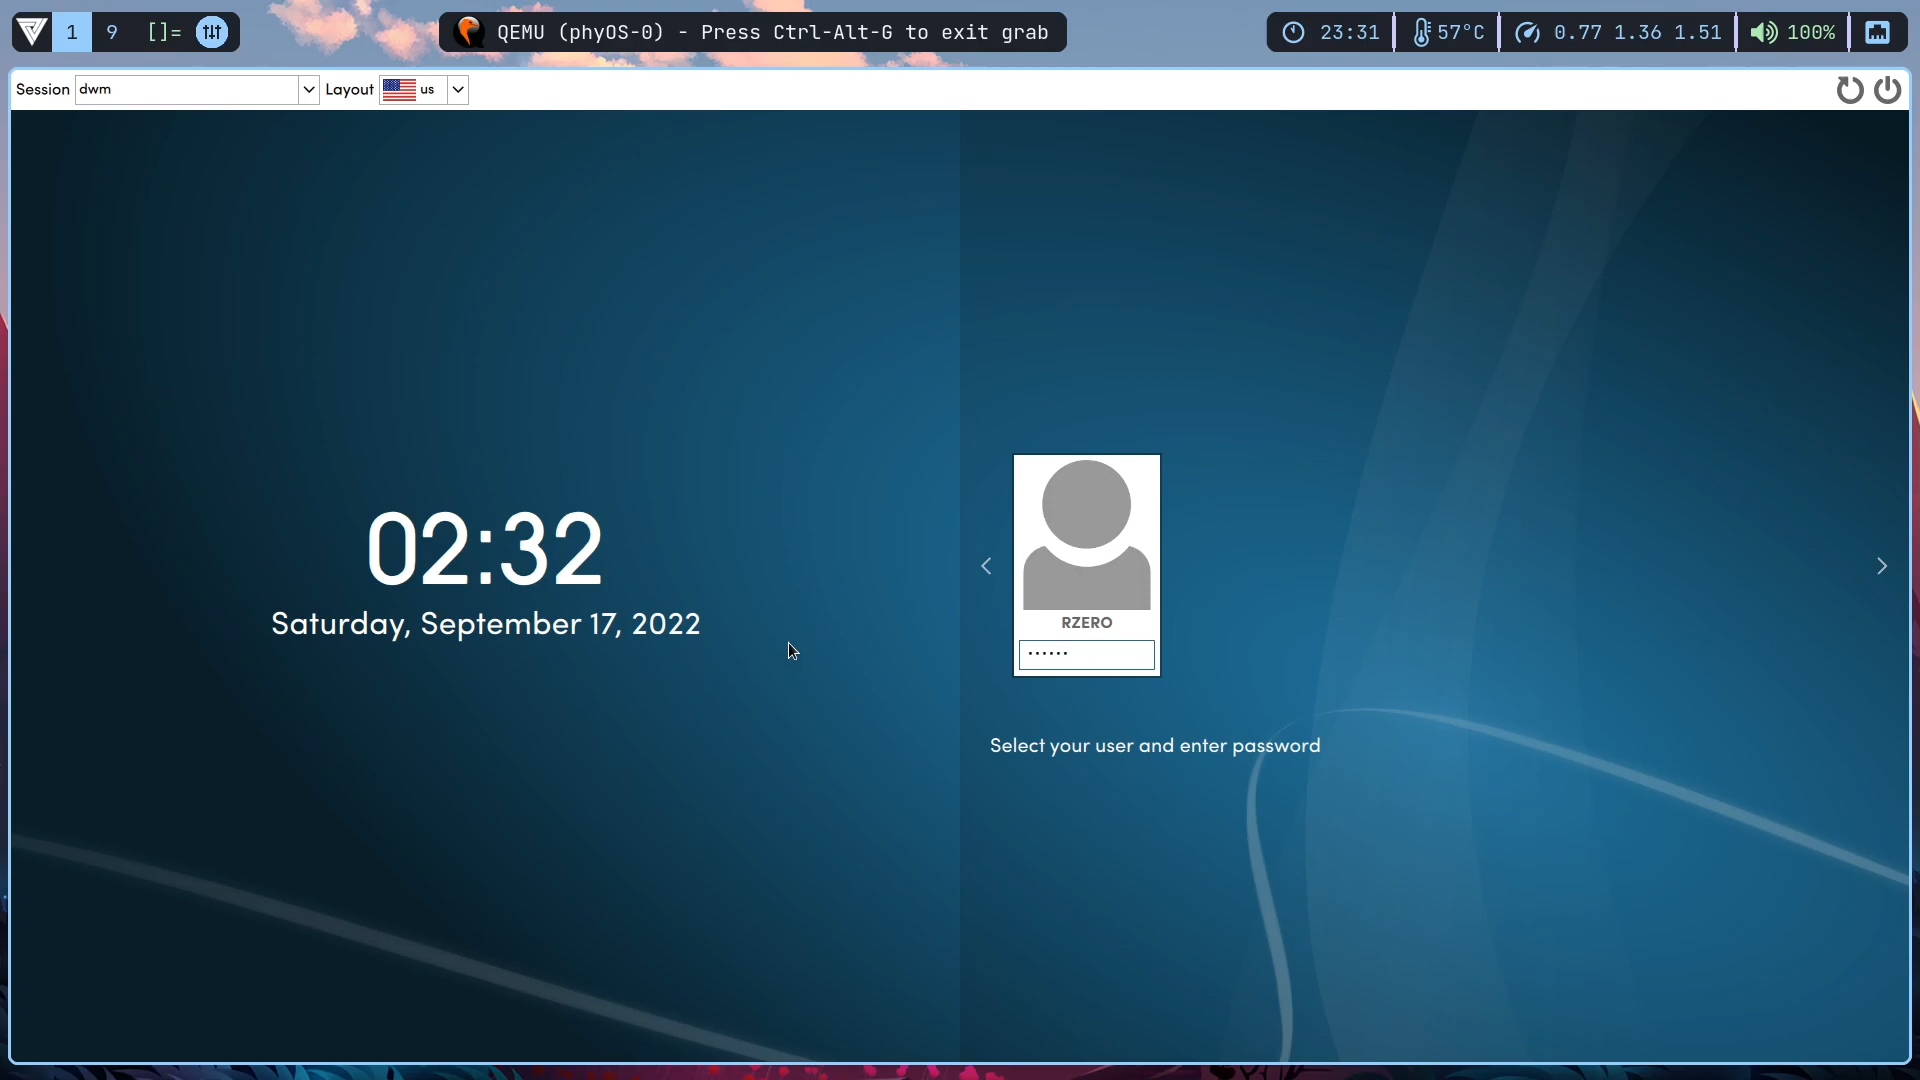 1 9 []= QEMU (phyOS-0) - Press Ctrl-Alt-G to exit grab 23:31 57°C 0.77 1.36 1.51 100%
Session dwm Layout us
02:32
Saturday, September 17, 2022
RZERO
Select your user and enter password